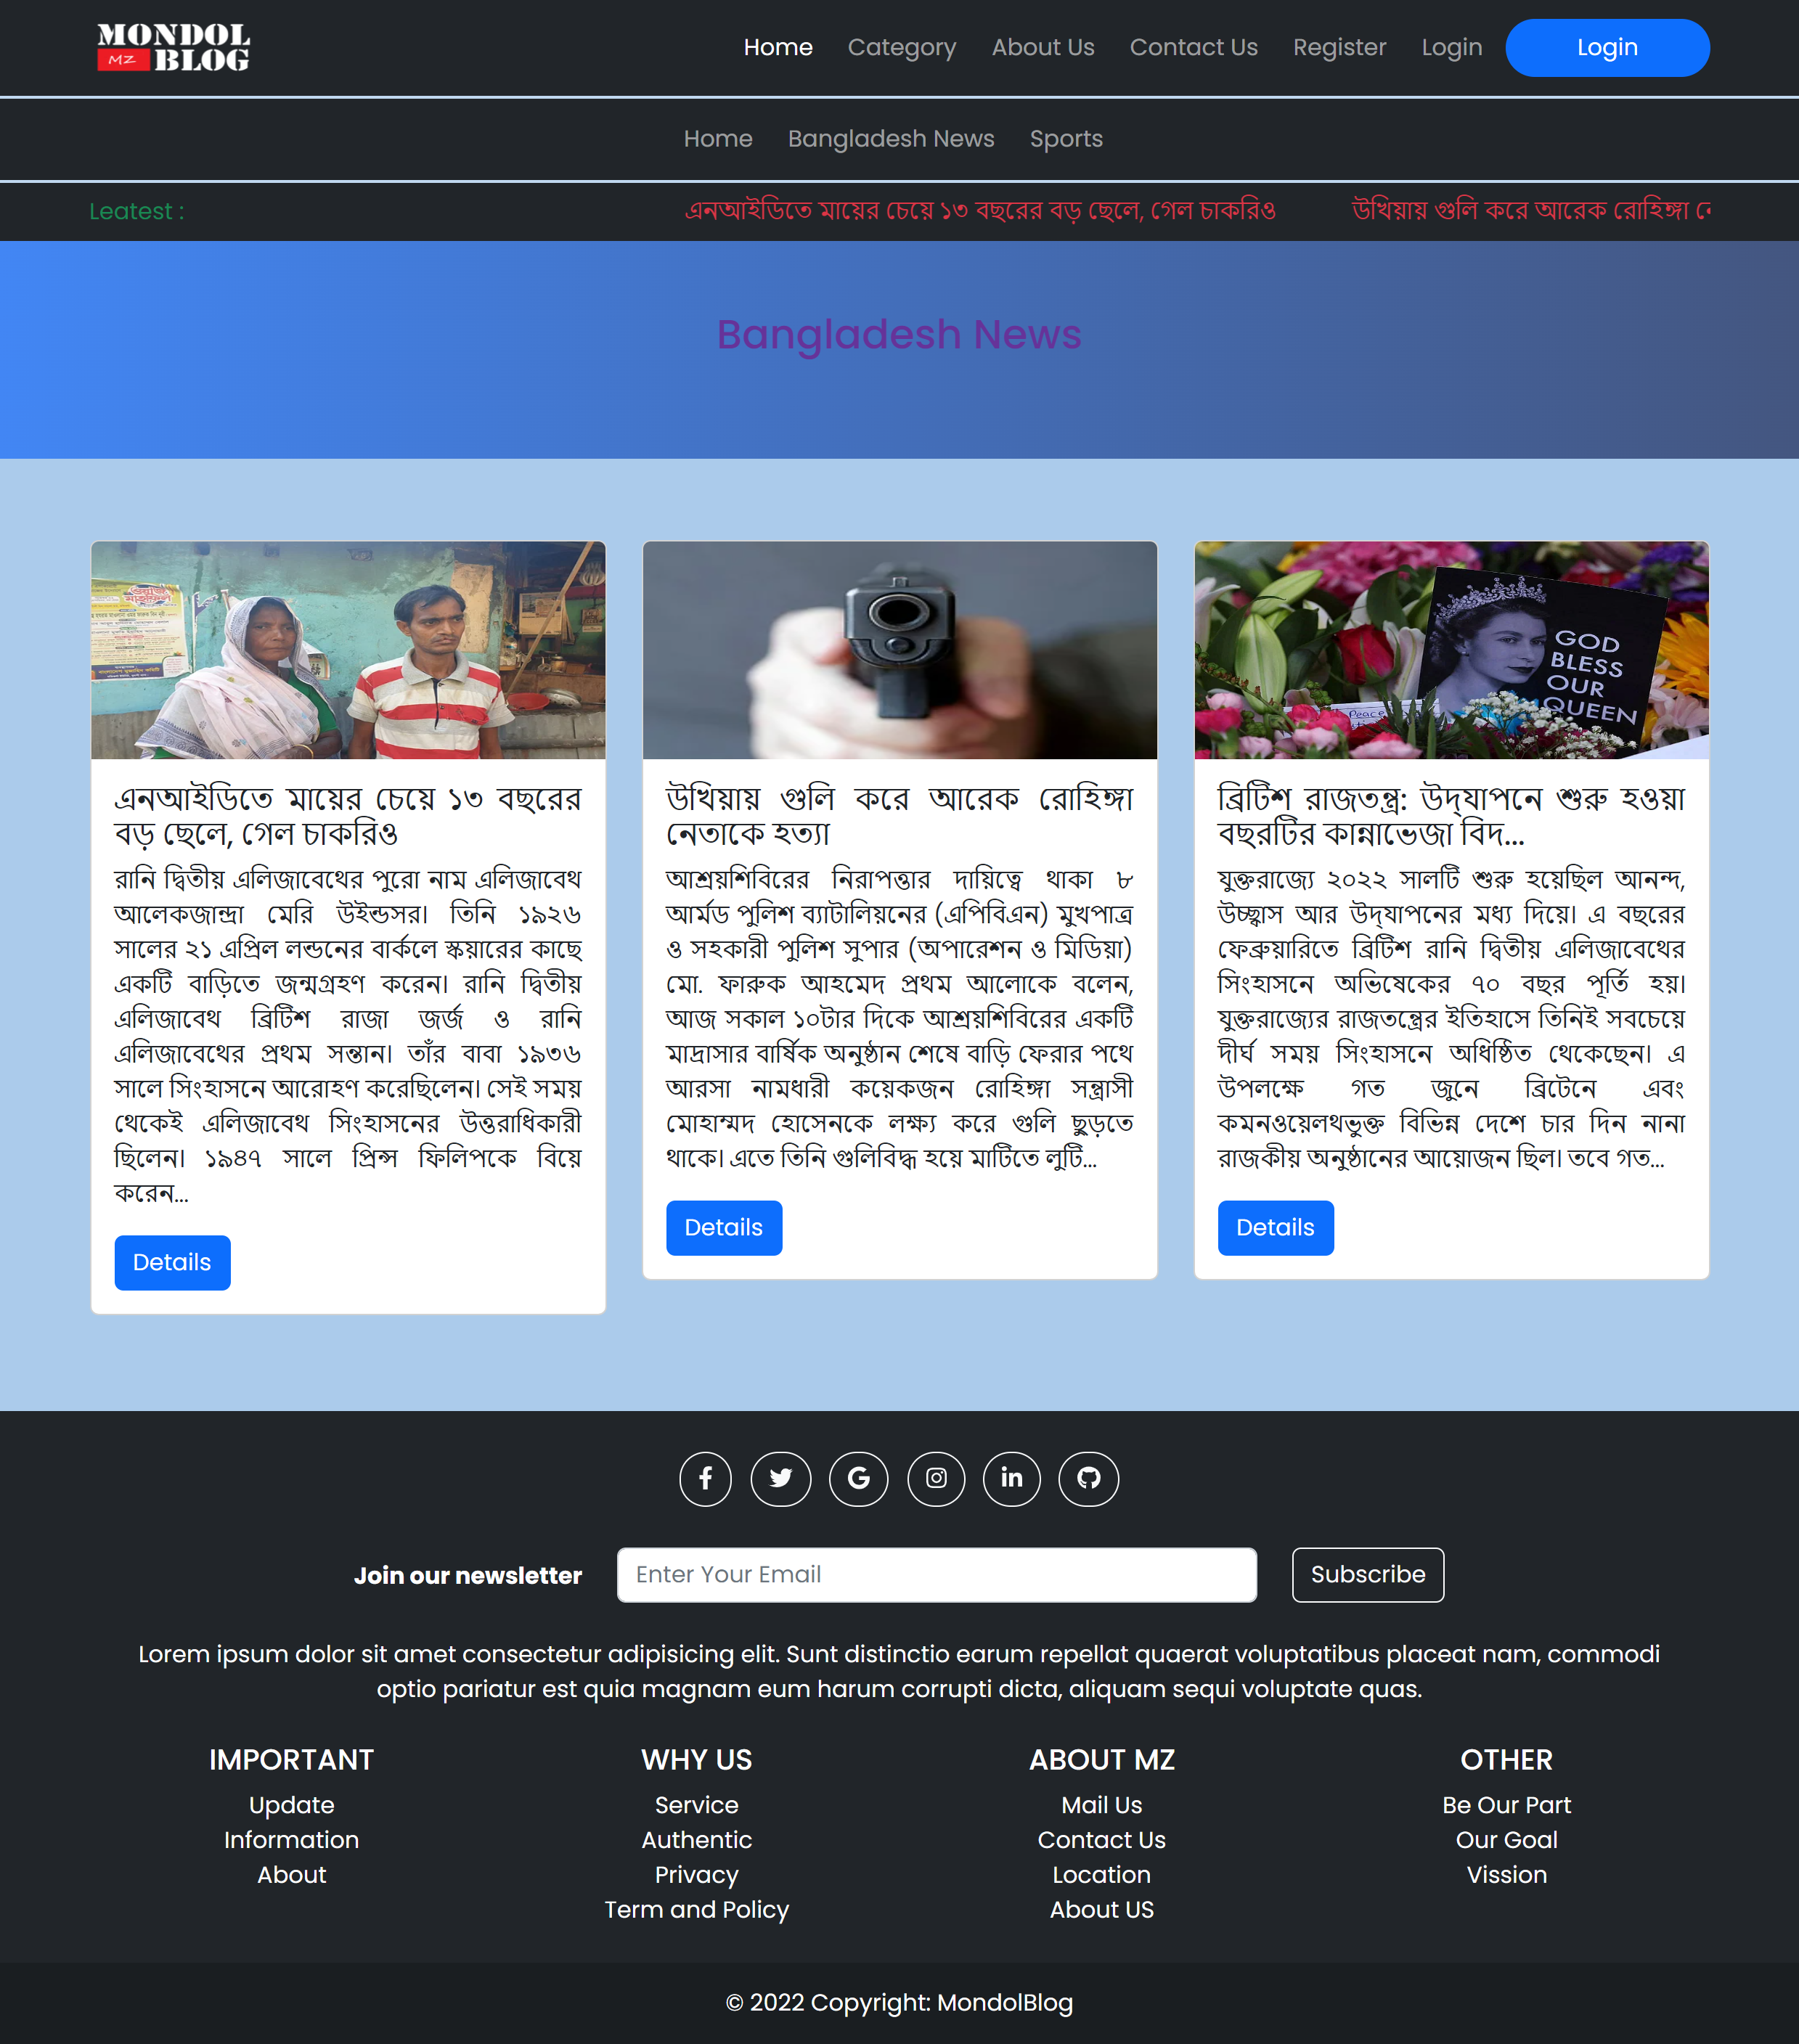 MONDOL
MZ BLOG
Home Category About Us Contact Us Register Login Login
Home Bangladesh News Sports
Leatest : এনআইডিতে মায়ের চেয়ে ১৩ বছরের বড় ছেলে, গেল চাকরিও উখিয়ায় গুলি করে আরেক রোহিঙ্গা
Bangladesh News
GOD
BLESS
OUR
QUEEN
Peace
এনআইডিতে মায়ের চেয়ে ১৩ বছরের
বড় ছেলে, গেল চাকরিও
রানি দ্বিতীয় এলিজাবেথের পুরো নাম এলিজাবেথ
আলেকজান্দ্রা মেরি উইন্ডসর। তিনি ১৯২৬
সালের ২১ এপ্রিল লন্ডনের বার্কলে স্কয়ারের কাছে
একটি বাড়িতে জন্মগ্রহণ করেন। রানি দ্বিতীয়
এলিজাবেথ ব্রিটিশ রাজা জর্জ ও রানি
এলিজাবেথের প্রথম সন্তান। তাঁর বাবা ১৯৩৬
সালে সিংহাসনে আরোহণ করেছিলেন। সেই সময়
থেকেই এলিজাবেথ সিংহাসনের উত্তরাধিকারী
ছিলেন। ১৯৪৭ সালে প্রিন্স ফিলিপকে বিয়ে
করেন...
Details
উখিয়ায় গুলি করে আরেক রোহিঙ্গা
নেতাকে হত্যা
আশ্রয়শিবিরের নিরাপত্তার দায়িত্বে থাকা ৮
আর্মড পুলিশ ব্যাটালিয়নের (এপিবিএন) মুখপাত্র
ও সহকারী পুলিশ সুপার (অপারেশন ও মিডিয়া)
মো. ফারুক আহমেদ প্রথম আলোকে বলেন,
আজ সকাল ১০টার দিকে আশ্রয়শিবিরের একটি
মাদ্রাসার বার্ষিক অনুষ্ঠান শেষে বাড়ি ফেরার পথে
আরসা নামধারী কয়েকজন রোহিঙ্গা সন্ত্রাসী
মোহাম্মদ হোসেনকে লক্ষ্য করে গুলি ছুড়তে
থাকে। এতে তিনি গুলিবিদ্ধ হয়ে মাটিতে লুটি...
Details
ব্রিটিশ রাজতন্ত্র: উদ্‌যাপনে শুরু হওয়া
বছরটির কান্নাভেজা বিদ...
যুক্তরাজ্যে ২০২২ সালটি শুরু হয়েছিল আনন্দ,
উচ্ছ্বাস আর উদ্‌যাপনের মধ্য দিয়ে। এ বছরের
ফেব্রুয়ারিতে ব্রিটিশ রানি দ্বিতীয় এলিজাবেথের
সিংহাসনে অভিষেকের ৭০ বছর পূর্তি হয়।
যুক্তরাজ্যের রাজতন্ত্রের ইতিহাসে তিনিই সবচেয়ে
দীর্ঘ সময় সিংহাসনে অধিষ্ঠিত থেকেছেন। এ
উপলক্ষে গত জুনে ব্রিটেনে এবং
কমনওয়েলথভুক্ত বিভিন্ন দেশে চার দিন নানা
রাজকীয় অনুষ্ঠানের আয়োজন ছিল। তবে গত...
Details
Join our newsletter Enter Your Email Subscribe
Lorem ipsum dolor sit amet consectetur adipisicing elit. Sunt distinctio earum repellat quaerat voluptatibus placeat nam, commodi
optio pariatur est quia magnam eum harum corrupti dicta, aliquam sequi voluptate quas.
IMPORTANT
Update
Information
About
WHY US
Service
Authentic
Privacy
Term and Policy
ABOUT MZ
Mail Us
Contact Us
Location
About US
OTHER
Be Our Part
Our Goal
Vission
© 2022 Copyright: MondolBlog